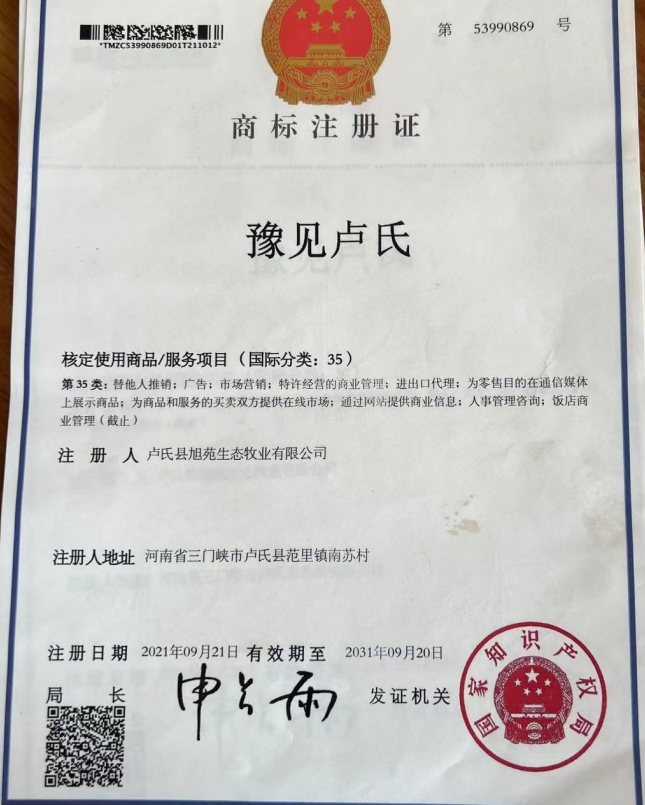 第 53990869 号
*TMZC53990869D01T211012*
商标注册证
豫见卢氏
核定使用商品/服务项目（国际分类：35）
第35类：替他人推销；广告；市场营销；特许经营的商业管理；进出口代理；为零售目的在通信媒体
上展示商品；为商品和服务的买卖双方提供在线市场；通过网站提供商业信息；人事管理咨询；饭店商
业管理（截止）
注册人 卢氏县旭苑生态牧业有限公司
注册人地址 河南省三门峡市卢氏县范里镇南苏村
注册日期 2021年09月21日 有效期至 2031年09月20日
局长 申长雨 发证机关
国家知识产权局